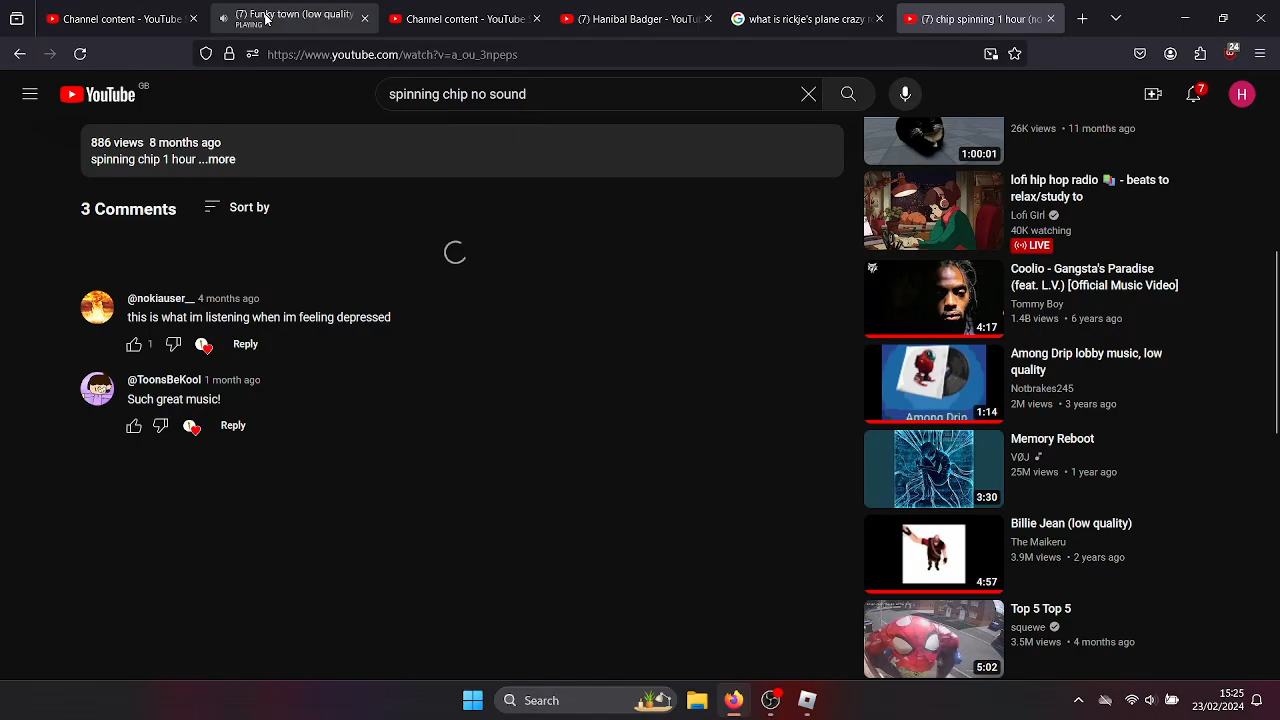 Channel content - YouTube
(7) Funky town (low quality)
PLAYING
Channel content - YouTube
(7) Hanibal Badger - YouTu
what is rickie's real crazy n
(7) chip spinning 1 hour (no
https://www.youtube.com/watch?v=a_ou_3npeps
24
YouTube GB
spinning chip no sound
7
H
886 views 8 months ago
spinning chip 1 hour ...more
3 Comments
Sort by
@nokiauser__ 4 months ago
this is what im listening when im feeling depressed
1
Reply
@ToonsBeKool 1 month ago
Such great music!
Reply
26K views • 11 months ago
1:00:01
lofi hip hop radio 📚 - beats to
relax/study to
Lofi Girl
40K watching
LIVE
Coolio - Gangsta's Paradise
(feat. L.V.) [Official Music Video]
Tommy Boy
1.4B views • 6 years ago
4:17
Among Drip lobby music, low
quality
Notbrakes245
2M views • 3 years ago
1:14
Among Drip
Memory Reboot
VØJ
25M views • 1 year ago
3:30
Billie Jean (low quality)
The Maikeru
3.9M views • 2 years ago
4:57
Top 5 Top 5
squewe
3.5M views • 4 months ago
5:02
Search
15:25
23/02/2024